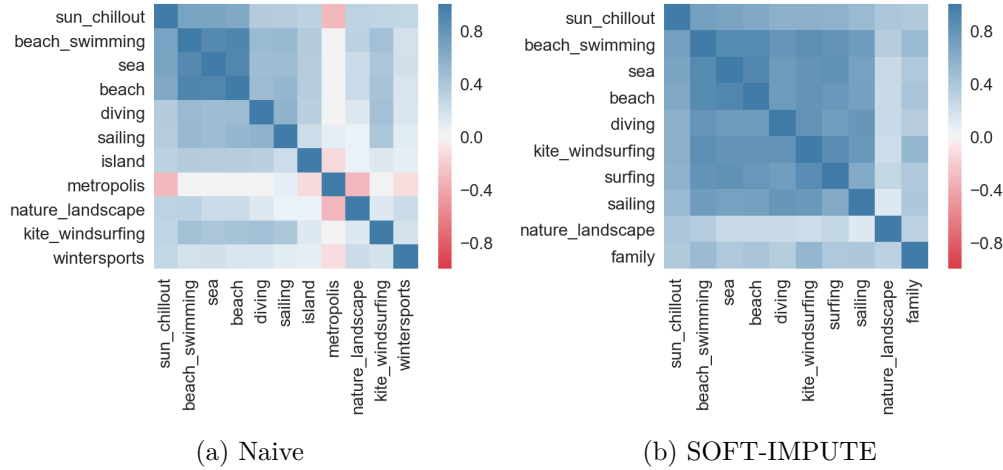 sun_chillout
beach_swimming
sea
beach
diving
sailing
island
metropolis
nature_landscape
kite_windsurfing
wintersports
sun_chillout
beach_swimming
sea
beach
diving
sailing
island
metropolis
nature_landscape
kite_windsurfing
wintersports
0.8
0.4
0.0
−0.4
−0.8
(a) Naive
sun_chillout
beach_swimming
sea
beach
diving
kite_windsurfing
surfing
sailing
nature_landscape
family
sun_chillout
beach_swimming
sea
beach
diving
kite_windsurfing
surfing
sailing
nature_landscape
family
0.8
0.4
0.0
−0.4
−0.8
(b) SOFT-IMPUTE